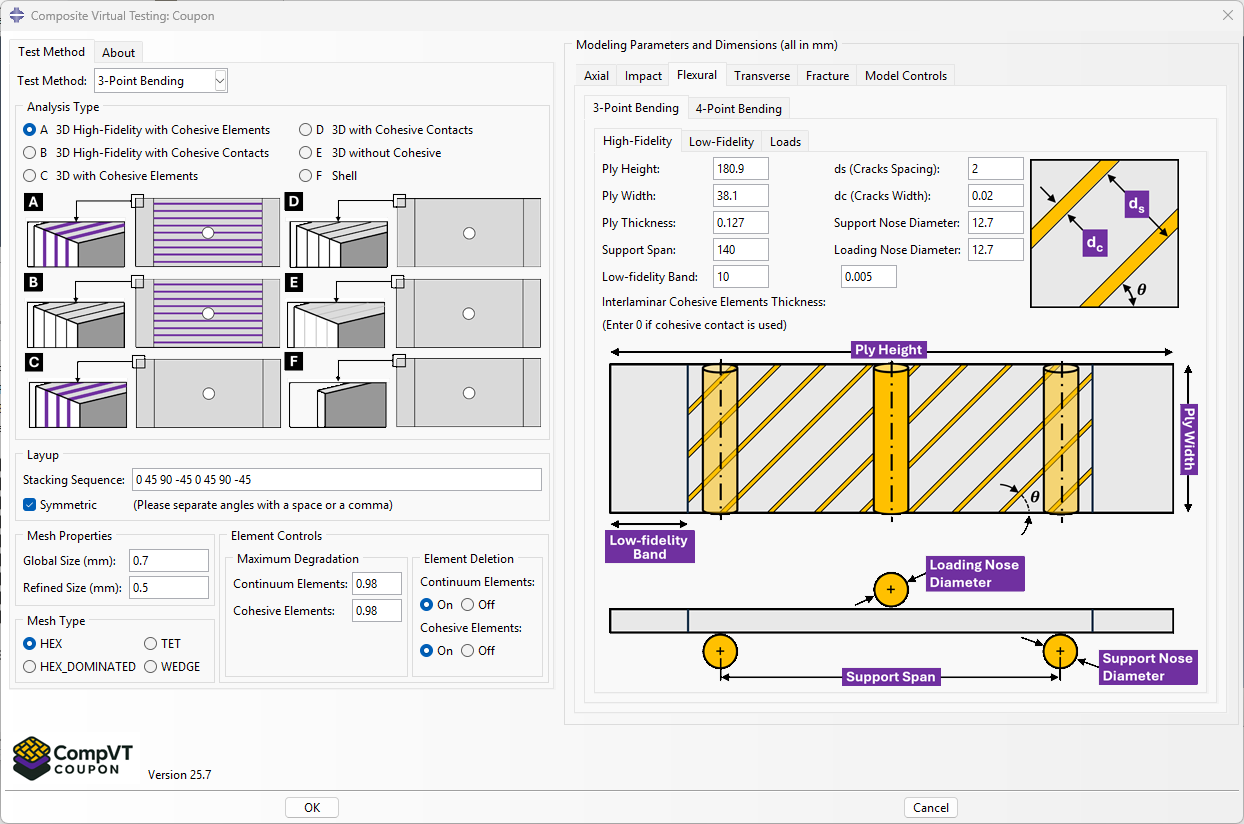 Composite Virtual Testing: Coupon
Test Method
About
Test Method:
3-Point Bending
Analysis Type
A 3D High-Fidelity with Cohesive Elements
D 3D with Cohesive Contacts
B 3D High-Fidelity with Cohesive Contacts
E 3D without Cohesive
C 3D with Cohesive Elements
F Shell
A
D
B
E
C
F
Layup
Stacking Sequence:
0 45 90 -45 0 45 90 -45
Symmetric
(Please separate angles with a space or a comma)
Mesh Properties
Global Size (mm):
0.7
Refined Size (mm):
0.5
Mesh Type
HEX
TET
HEX_DOMINATED
WEDGE
Element Controls
Maximum Degradation
Continuum Elements:
0.98
Cohesive Elements:
0.98
Element Deletion
Continuum Elements:
On
Off
Cohesive Elements:
On
Off
Modeling Parameters and Dimensions (all in mm)
Axial
Impact
Flexural
Transverse
Fracture
Model Controls
3-Point Bending
4-Point Bending
High-Fidelity
Low-Fidelity
Loads
Ply Height:
180.9
ds (Cracks Spacing):
2
Ply Width:
38.1
dc (Cracks Width):
0.02
Ply Thickness:
0.127
Support Nose Diameter:
12.7
Support Span:
140
Loading Nose Diameter:
12.7
Low-fidelity Band:
10
0.005
Interlaminar Cohesive Elements Thickness:
(Enter 0 if cohesive contact is used)
ds
dc
θ
Ply Height
Ply Width
θ
Low-fidelity
Band
Loading Nose
Diameter
Support Nose
Diameter
Support Span
CompVT
COUPON
Version 25.7
OK
Cancel